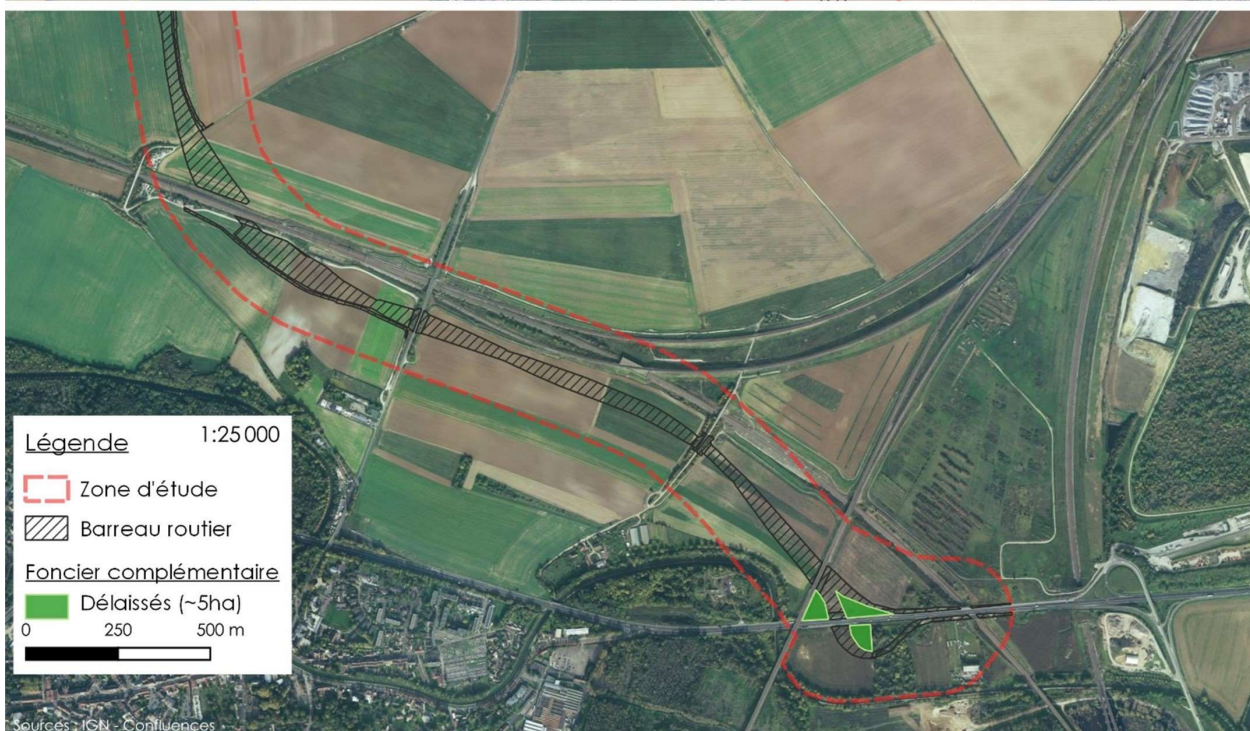 Légende 1:25 000
Zone d'étude
Barreau routier
Foncier complémentaire
Délaissés (~5ha)
0 250 500 m
Sources : IGN - Confluences